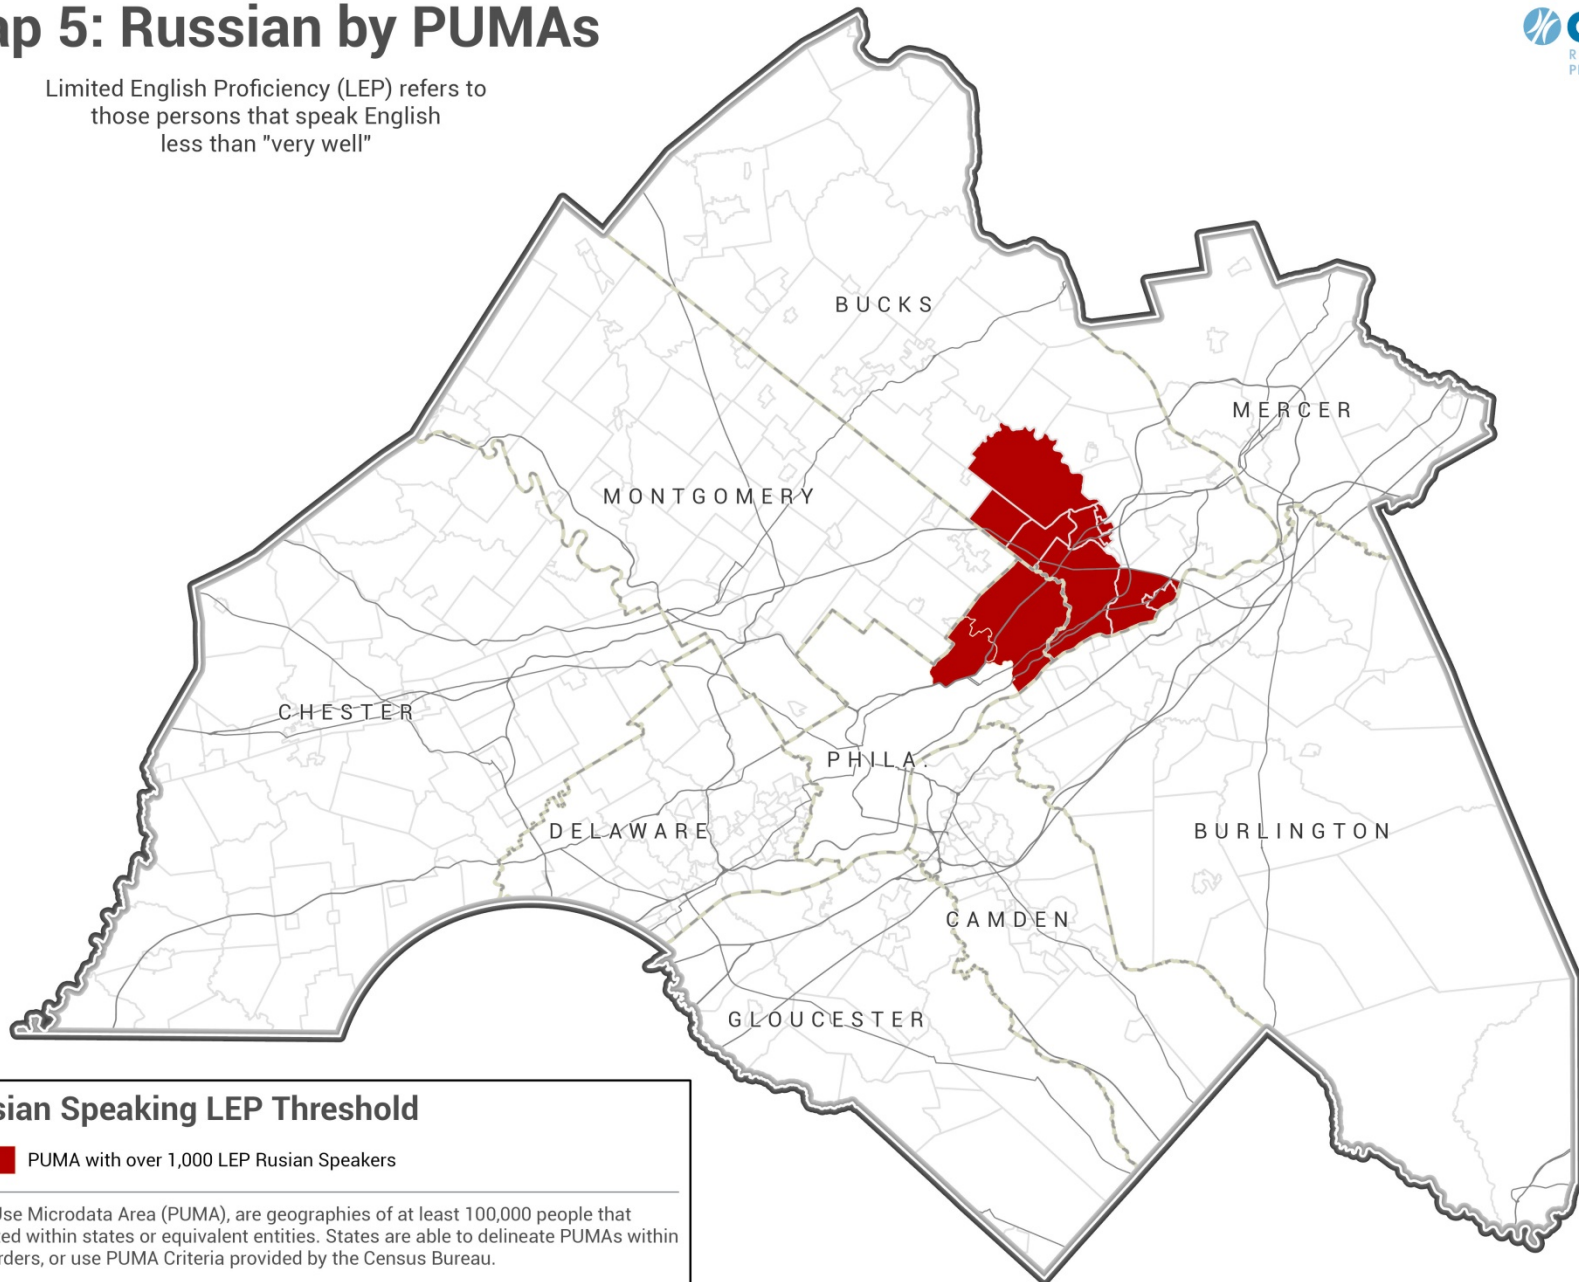 ap 5: Russian by PUMAs
Limited English Proficiency (LEP) refers to
those persons that speak English
less than "very well"
BUCKS
MERCER
MONTGOMERY
CHESTER
PHILA.
DELAWARE
BURLINGTON
CAMDEN
GLOUCESTER
sian Speaking LEP Threshold
PUMA with over 1,000 LEP Rusian Speakers
Use Microdata Area (PUMA), are geographies of at least 100,000 people that
ted within states or equivalent entities. States are able to delineate PUMAs within
rders, or use PUMA Criteria provided by the Census Bureau.